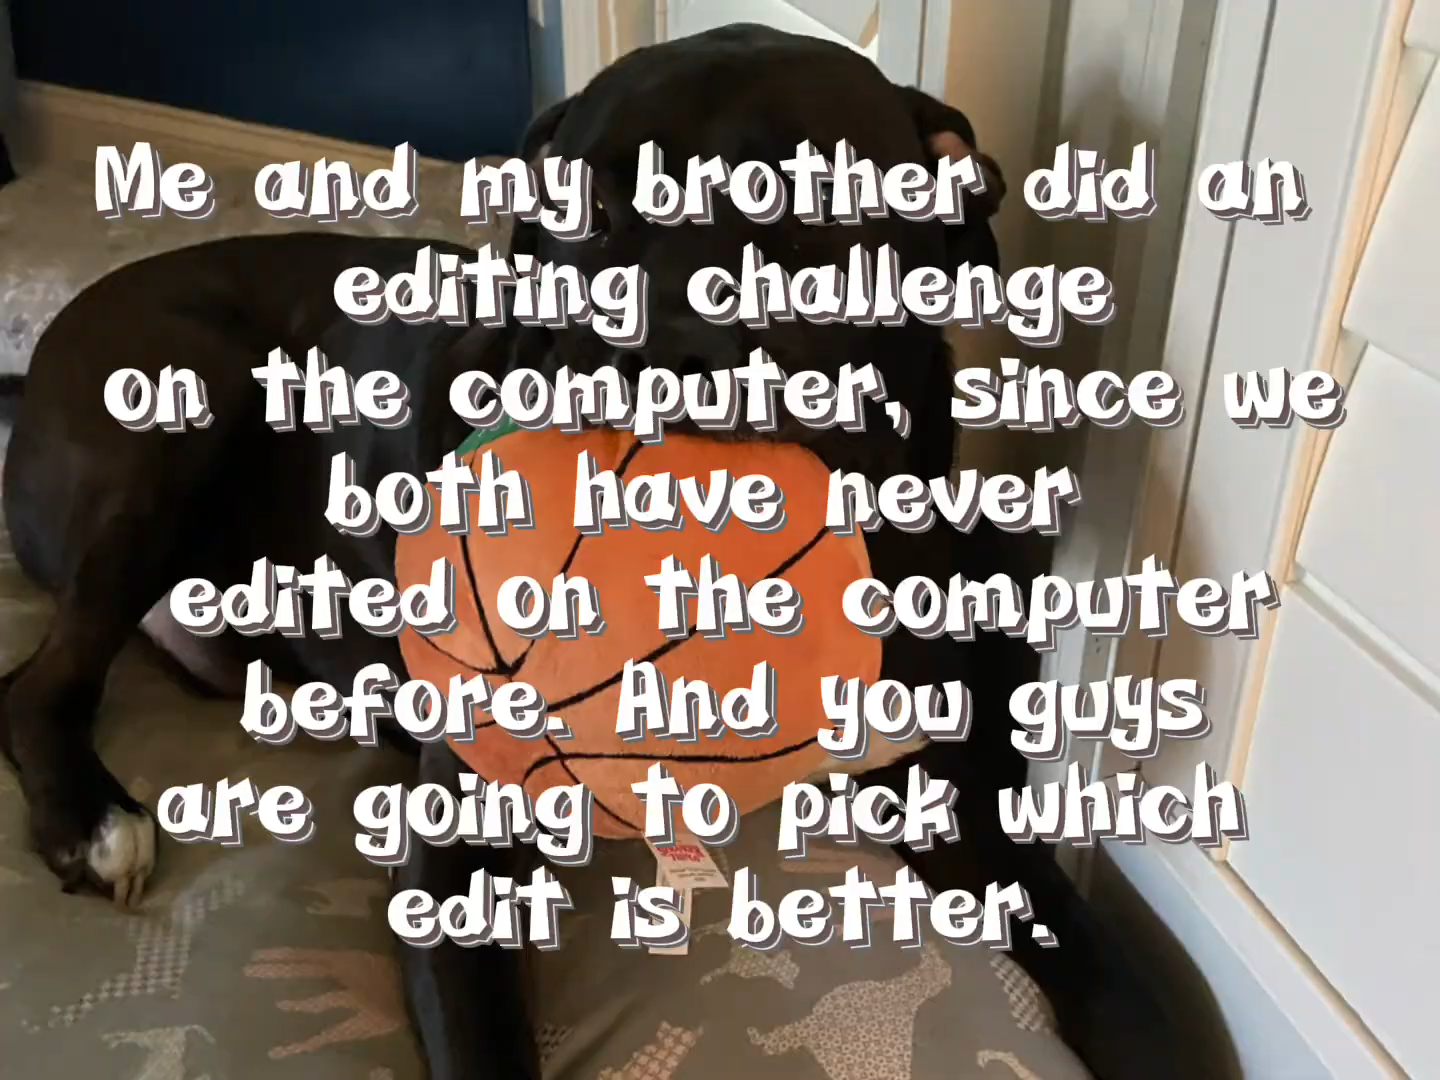 Me and my brother did an
editing challenge
on the computer, since we
both have never
edited on the computer
before. And you guys
are going to pick which
edit is better.